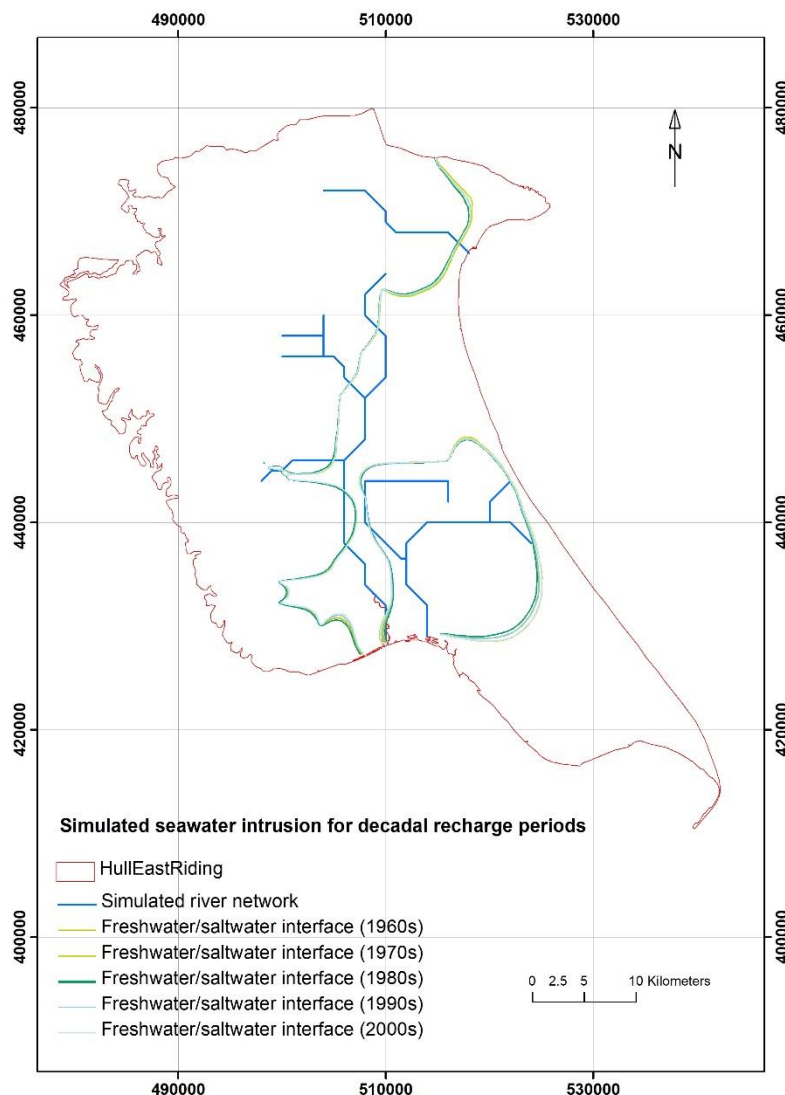 490000 510000 530000
480000 480000
N
460000 460000
440000 440000
420000 420000
Simulated seawater intrusion for decadal recharge periods
HullEastRiding
Simulated river network
400000 400000
Freshwater/saltwater interface (1960s)
Freshwater/saltwater interface (1970s)
Freshwater/saltwater interface (1980s)
0 2.5 5 10 Kilometers
Freshwater/saltwater interface (1990s)
Freshwater/saltwater interface (2000s)
490000 510000 530000